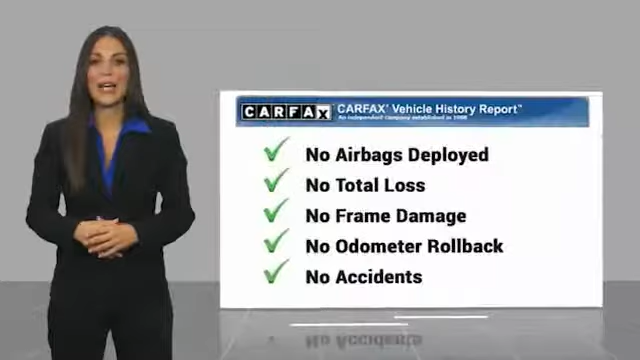 CARFAX CARFAX Vehicle History Report™
An independent company established in 1986
No Airbags Deployed
No Total Loss
No Frame Damage
No Odometer Rollback
No Accidents